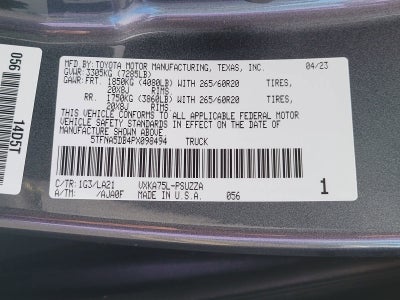 MFD BY:TOYOTA MOTOR MANUFACTURING, TEXAS, INC. 04/23
GVWR:3305KG (7285LB)
GAWR:FRT. 1850KG (4080LB) WITH 265/60R20 TIRES,
20X8J RIMS.
RR. 1750KG (3860LB) WITH 265/60R20 TIRES,
20X8J RIMS.
THIS VEHICLE CONFORMS TO ALL APPLICABLE FEDERAL MOTOR
VEHICLE SAFETY STANDARDS IN EFFECT ON THE DATE
OF MANUFACTURE SHOWN ABOVE.
5TFNA5DB4PX098494 TRUCK
C/TR:1G3/LA21 VXKA75L-PSUZZA
A/TM: /AJA0F MADE IN U.S.A. 056 1
056 1405T